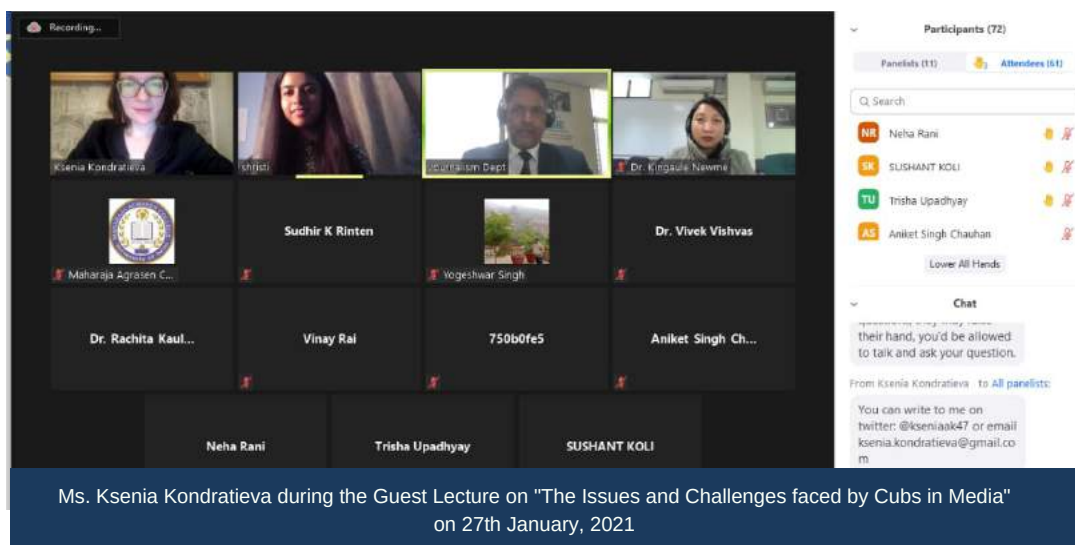 Recording...
Participants (72)
Panelists (11)
Attendees (61)
Search
NR Neha Rani
SK SUSHANT KOLI
TU Trisha Upadhyay
AS Aniket Singh Chauhan
Lower All Hands
Chat
their hand, you'd be allowed
to talk and ask your question.
From Ksenia Kondratieva to All panelists:
You can write to me on
twitter: @kseniaak47 or email
ksenia.kondratieva@gmail.co
m
Ksenia Kondratieva
shristi
Journalism Dept
Dr. Kingaule Newme
Maharaja Agrasen C...
Sudhir K Rinten
Yogeshwar Singh
Dr. Vivek Vishvas
Dr. Rachita Kaul...
Vinay Rai
750b0fe5
Aniket Singh Ch...
Neha Rani
Trisha Upadhyay
SUSHANT KOLI
Ms. Ksenia Kondratieva during the Guest Lecture on "The Issues and Challenges faced by Cubs in Media"
on 27th January, 2021